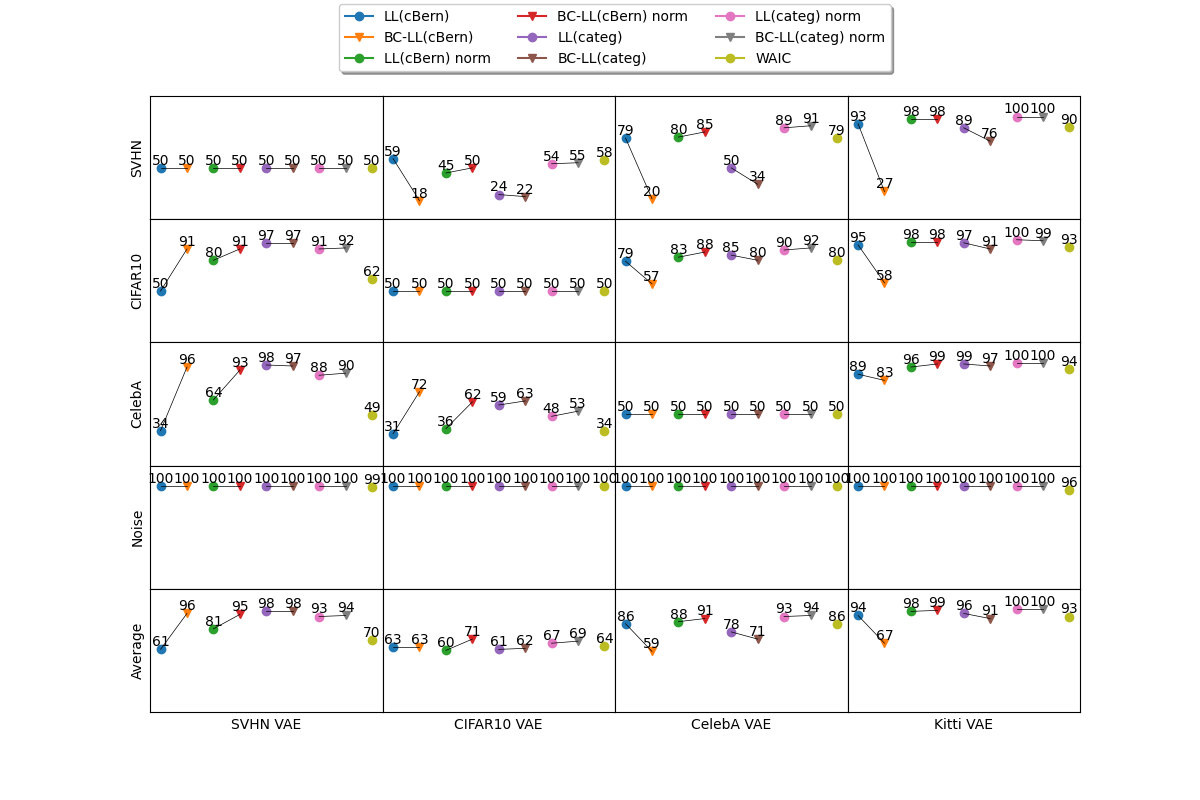 LL(cBern) BC-LL(cBern) norm LL(categ) norm
BC-LL(cBern) LL(categ) BC-LL(categ) norm
LL(cBern) norm BC-LL(categ) WAIC
SVHN
50 50 50 50 50 50 50 50 50
59 18 45 50 24 22 54 55 58
79 20 80 85 50 34 89 91 79
93 27 98 98 89 76 100 100 90
CIFAR10
50 91 80 91 97 97 91 92 62
50 50 50 50 50 50 50 50 50
79 57 83 88 85 80 90 92 80
95 58 98 98 97 91 100 99 93
CelebA
34 96 64 93 98 97 88 90 49
31 72 36 62 59 63 48 53 34
50 50 50 50 50 50 50 50 50
89 83 96 99 99 97 100 100 94
Noise
100 100 100 100 100 100 100 100 99
100 100 100 100 100 100 100 100 100
100 100 100 100 100 100 100 100 100
100 100 100 100 100 100 100 100 96
Average
61 96 81 95 98 98 93 94 70
63 63 60 71 61 62 67 69 64
86 59 88 91 78 71 93 94 86
94 67 98 99 96 91 100 100 93
SVHN VAE CIFAR10 VAE CelebA VAE Kitti VAE